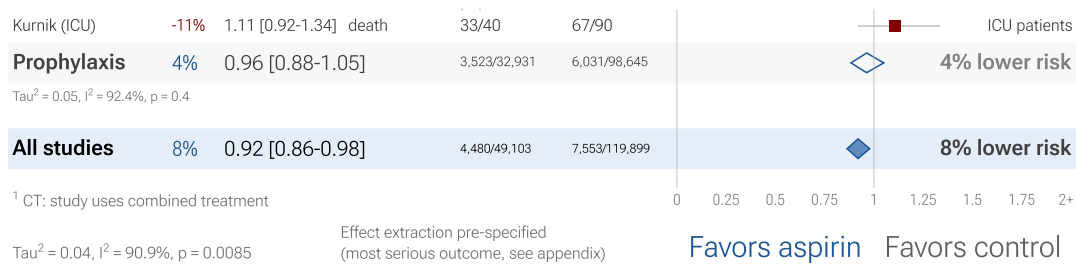 Kurnik (ICU) -11% 1.11 [0.92-1.34] death 33/40 67/90 ICU patients
Prophylaxis 4% 0.96 [0.88-1.05] 3,523/32,931 6,031/98,645 4% lower risk
Tau² = 0.05, I² = 92.4%, p = 0.4
All studies 8% 0.92 [0.86-0.98] 4,480/49,103 7,553/119,899 8% lower risk
0 0.25 0.5 0.75 1 1.25 1.5 1.75 2+
¹ CT: study uses combined treatment
Effect extraction pre-specified
(most serious outcome, see appendix)
Tau² = 0.04, I² = 90.9%, p = 0.0085
Favors aspirin Favors control